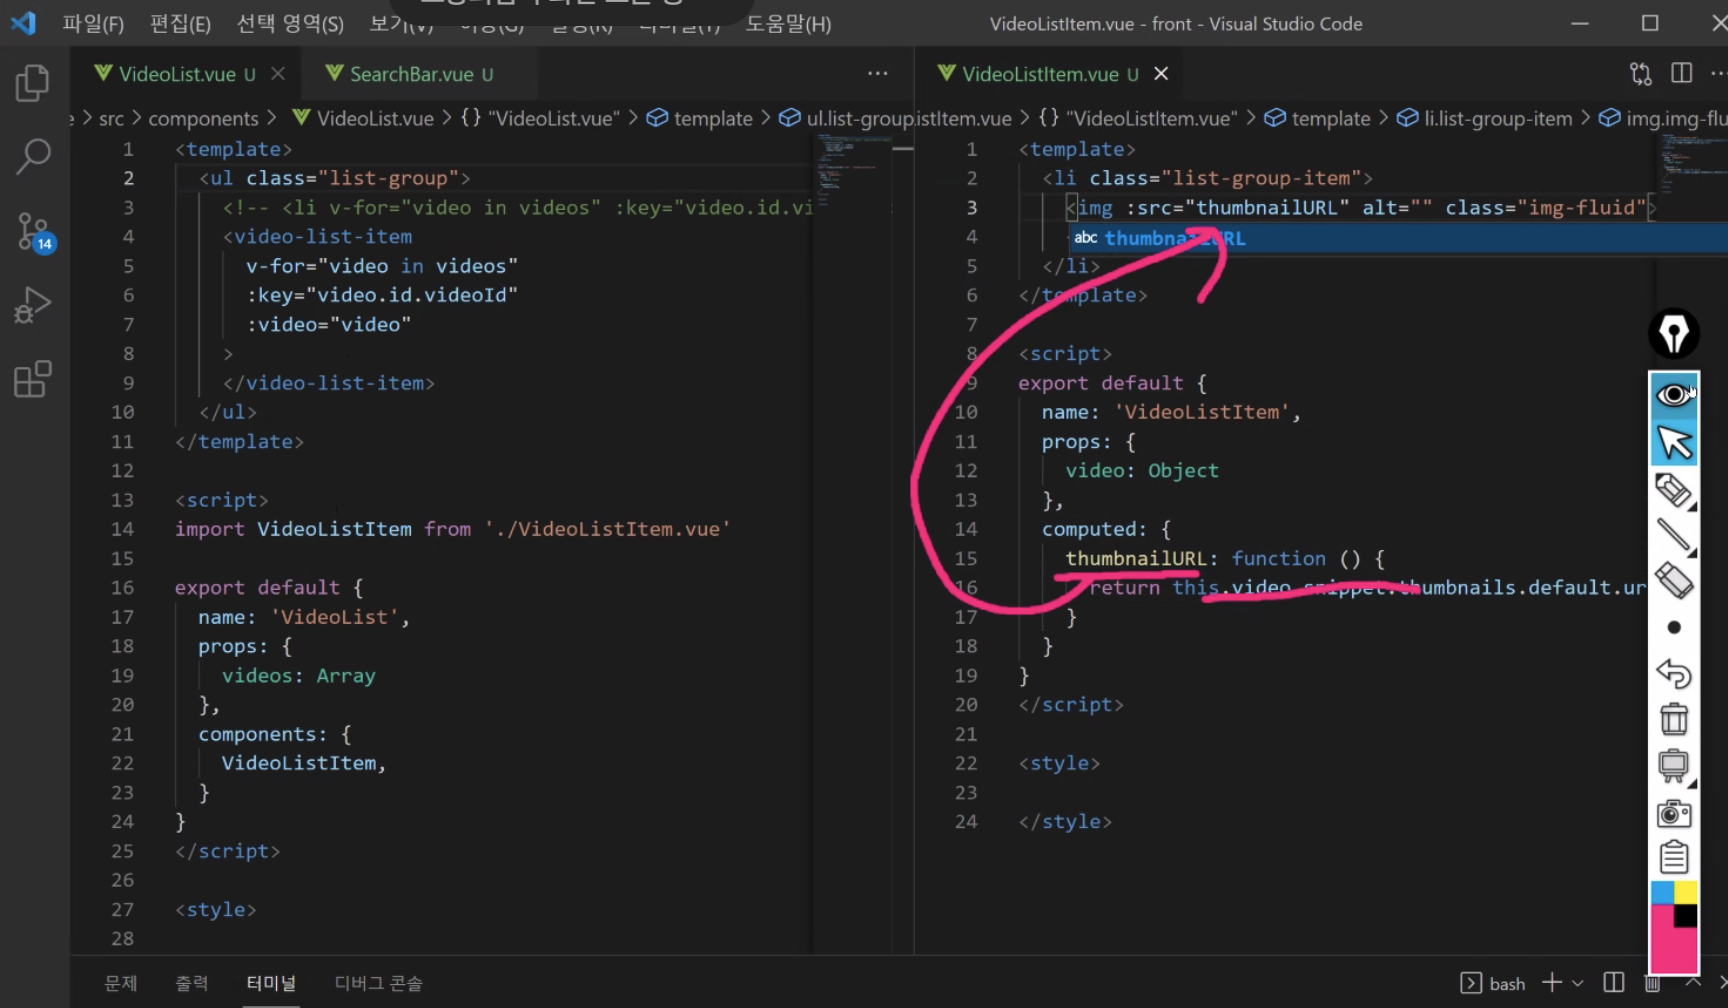 파일(F) 편집(E) 선택 영역(S) 보기(V) 도움말(H) VideoListItem.vue - front - Visual Studio Code
VideoList.vue U SearchBar.vue U ···
src > components > VideoList.vue > {} "VideoList.vue" > template > ul.list-group
1 <template>
2 <ul class="list-group">
3 <!-- <li v-for="video in videos" :key="video.id.vi
4 <video-list-item
5 v-for="video in videos"
6 :key="video.id.videoId"
7 :video="video"
8 >
9 </video-list-item>
10 </ul>
11 </template>
12
13 <script>
14 import VideoListItem from './VideoListItem.vue'
15
16 export default {
17 name: 'VideoList',
18 props: {
19 videos: Array
20 },
21 components: {
22 VideoListItem,
23 }
24 }
25 </script>
26
27 <style>
28
VideoListItem.vue U
istItem.vue > {} "VideoListItem.vue" > template > li.list-group-item > img.img-flu
1 <template>
2 <li class="list-group-item">
3 <img :src="thumbnailURL" alt="" class="img-fluid">
4
abc thumbnailURL
5 </li>
6 </template>
7
8 <script>
9 export default {
10 name: 'VideoListItem',
11 props: {
12 video: Object
13 },
14 computed: {
15 thumbnailURL: function () {
16 return this.video.snippet.thumbnails.default.ur
17 }
18 }
19 }
20 </script>
21
22 <style>
23
24 </style>
14
문제 출력 터미널 디버그 콘솔 bash